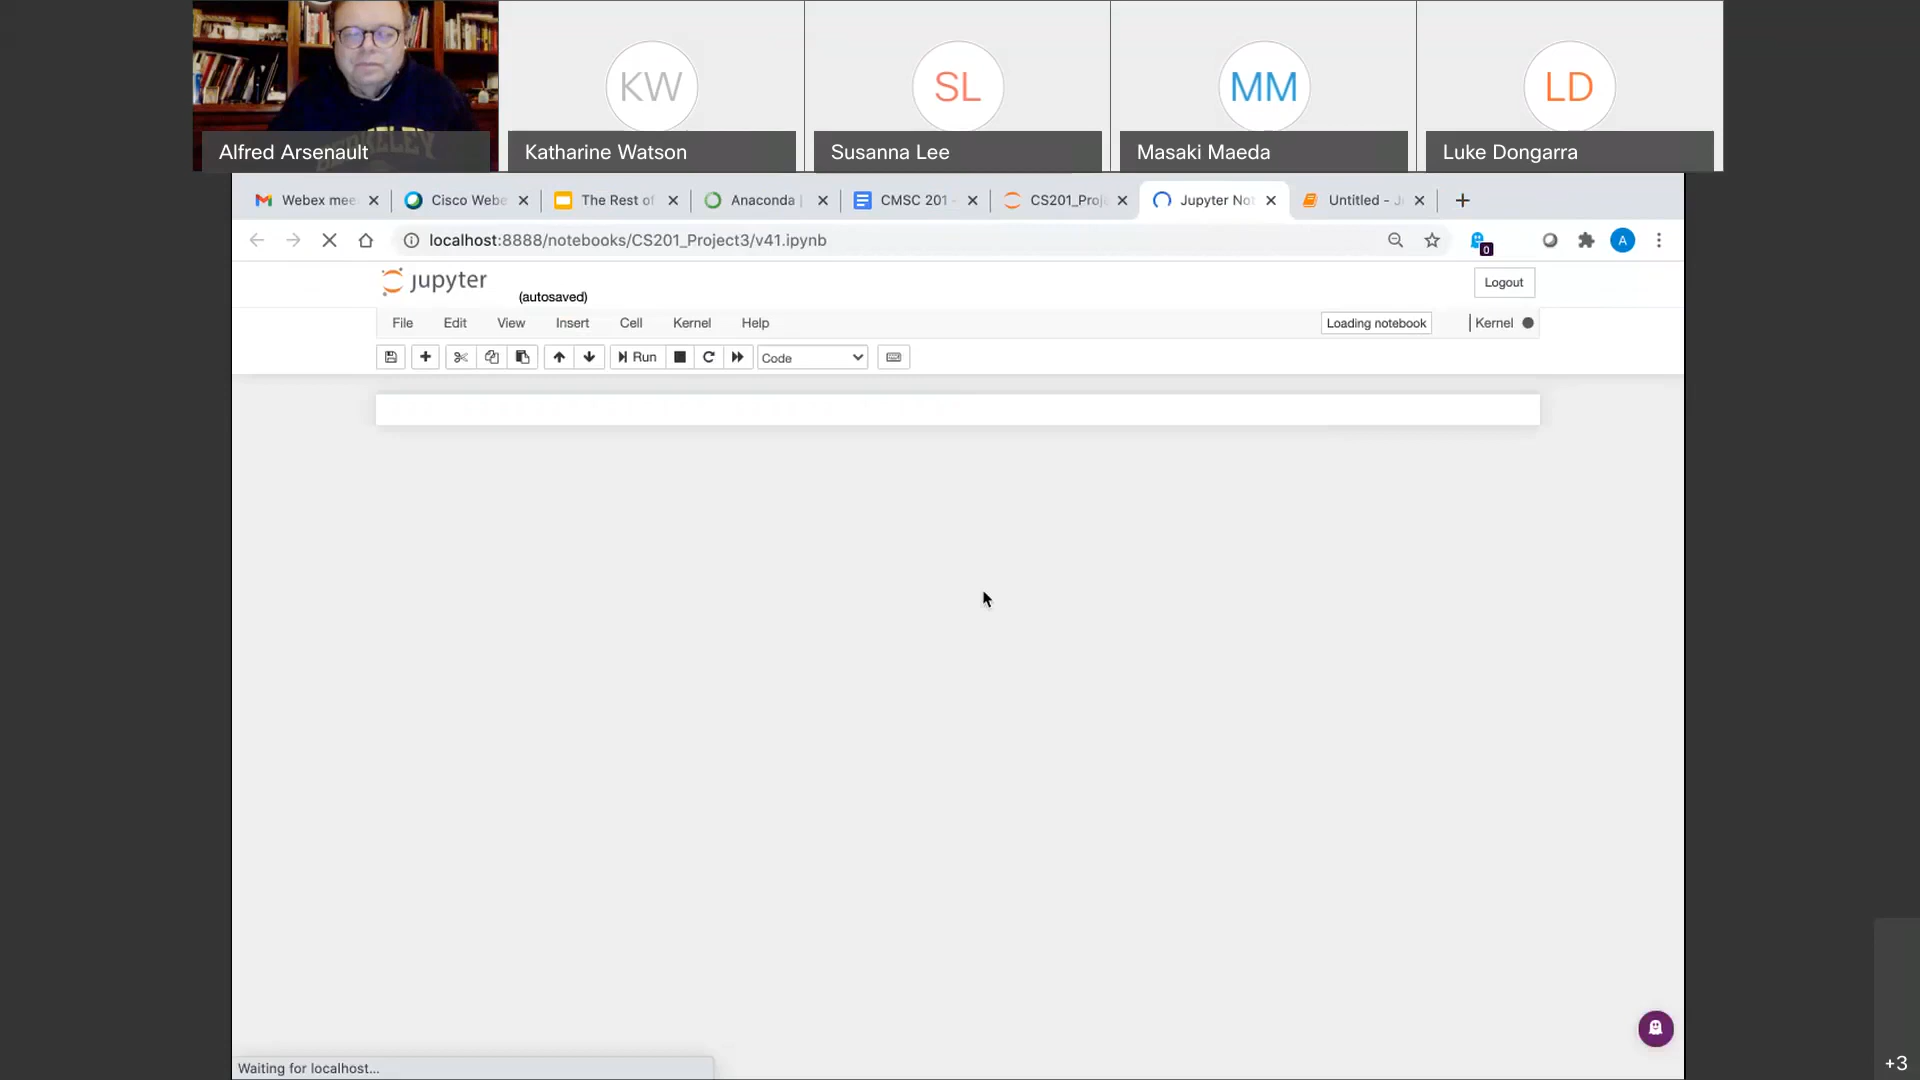 KW
SL
MM
LD
Alfred Arsenault
Katharine Watson
Susanna Lee
Masaki Maeda
Luke Dongarra
Webex mee
Cisco Webe
The Rest of
Anaconda |
CMSC 201 -
CS201_Proj
Jupyter Not
Untitled - J
localhost:8888/notebooks/CS201_Project3/v41.ipynb
0
A
jupyter
(autosaved)
Logout
File Edit View Insert Cell Kernel Help
Loading notebook
Kernel
Run
Code
Waiting for localhost...
+3